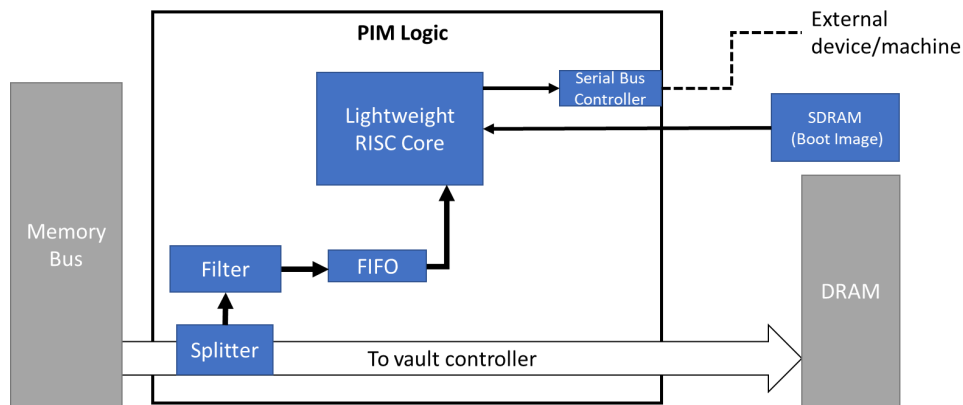 PIM Logic
External
device/machine
Serial Bus
Controller
Lightweight
RISC Core
SDRAM
(Boot Image)
Memory
Bus
Filter
FIFO
DRAM
Splitter
To vault controller